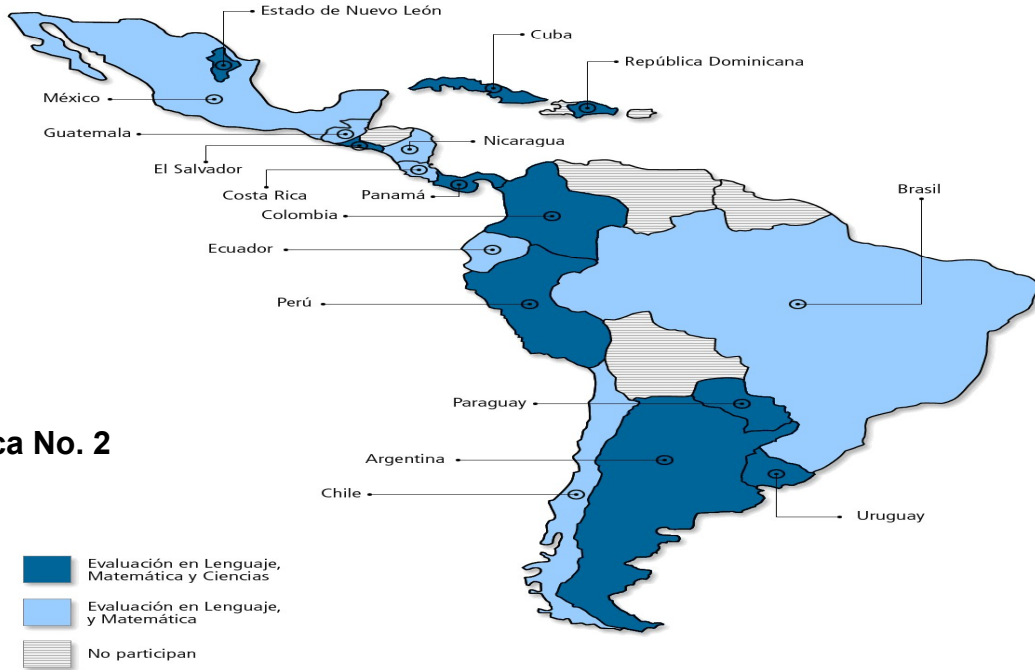 Estado de Nuevo León
Cuba
República Dominicana
México
Guatemala
Nicaragua
El Salvador
Costa Rica
Panamá
Colombia
Brasil
Ecuador
Perú
Paraguay
Argentina
Chile
Uruguay
No. 2
Evaluación en Lenguaje,
Matemática y Ciencias
Evaluación en Lenguaje,
y Matemática
No participan